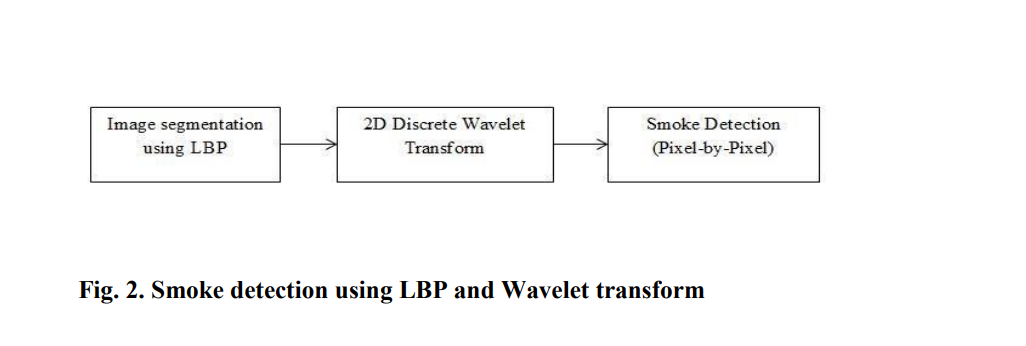 Image segmentation
using LBP
2D Discrete Wavelet
Transform
Smoke Detection
(Pixel-by-Pixel)
Fig. 2. Smoke detection using LBP and Wavelet transform